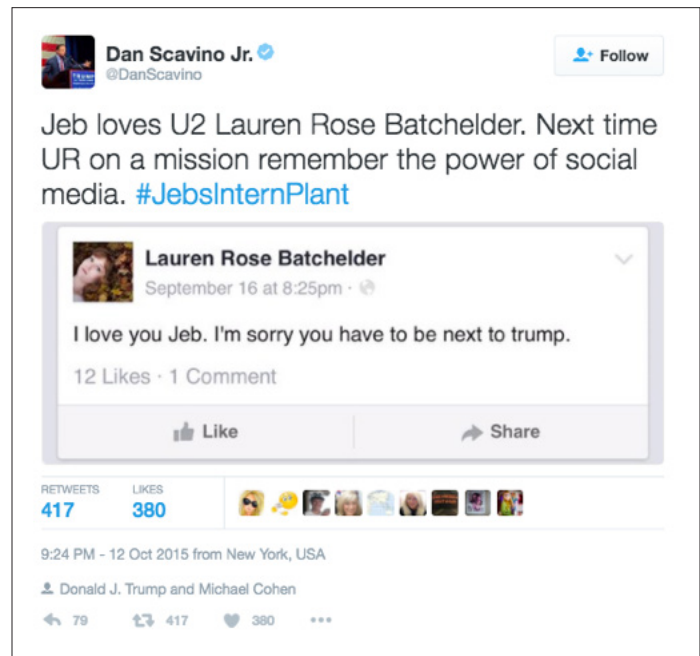 Dan Scavino Jr.
@DanScavino
Follow
Jeb loves U2 Lauren Rose Batchelder. Next time
UR on a mission remember the power of social
media. #JebsInternPlant
Lauren Rose Batchelder
September 16 at 8:25pm ·
I love you Jeb. I'm sorry you have to be next to trump.
12 Likes · 1 Comment
Like Share
RETWEETS LIKES
417 380
9:24 PM - 12 Oct 2015 from New York, USA
Donald J. Trump and Michael Cohen
79 417 380